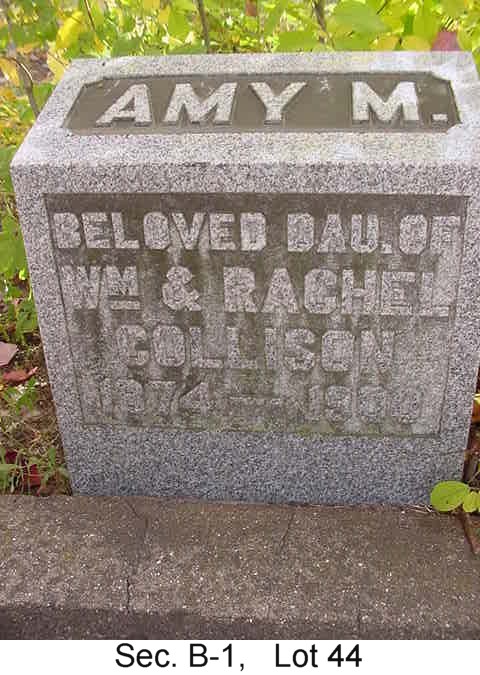 AMY M.
BELOVED DAU. OF
WM & RACHEL
COLLISON
1874 —
Sec. B-1, Lot 44